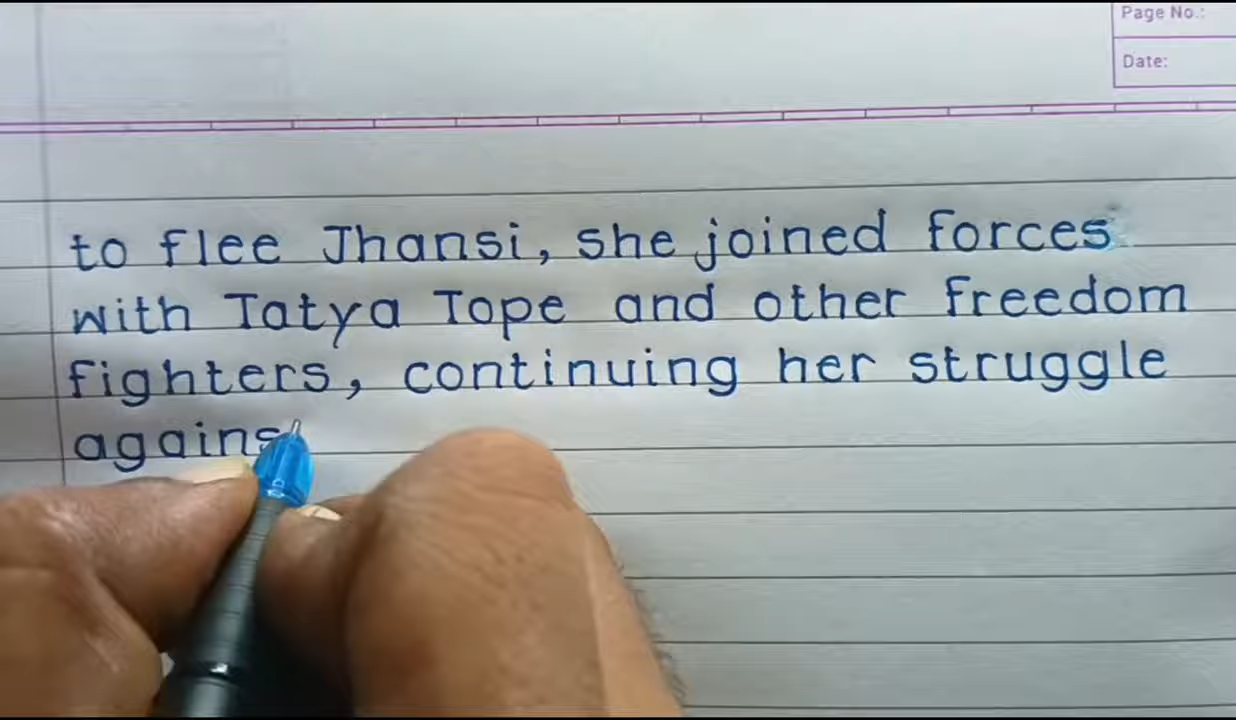 Page No.:
Date:
to flee Jhansi, she joined forces
with Tatya Tope and other freedom
fighters, continuing her struggle
agains